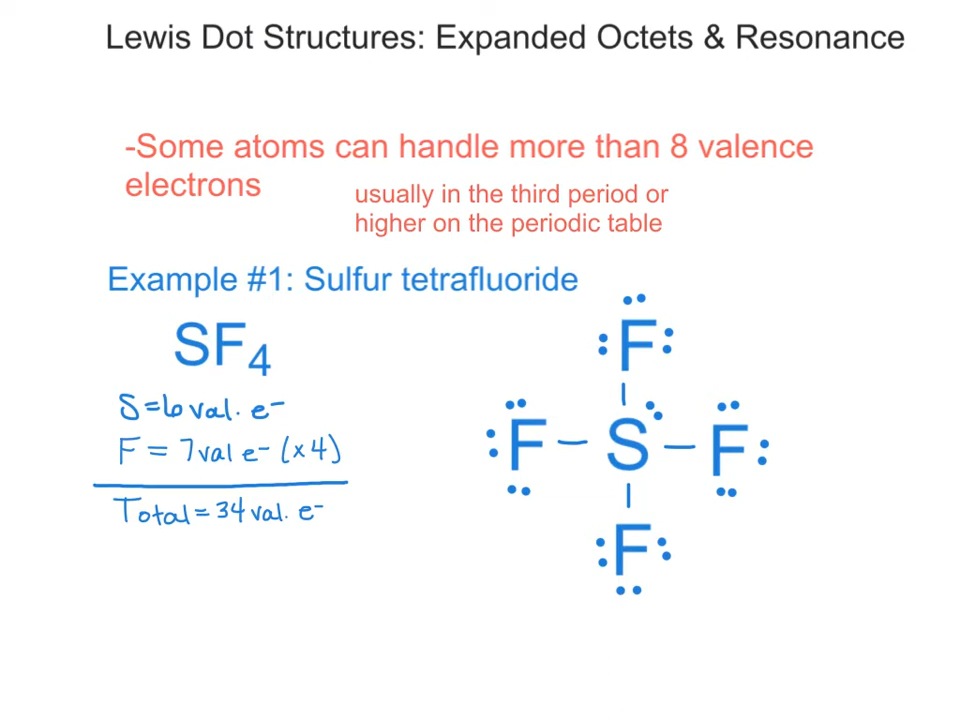 Lewis Dot Structures: Expanded Octets & Resonance
-Some atoms can handle more than 8 valence
electrons
usually in the third period or
higher on the periodic table
Example #1: Sulfur tetrafluoride
SF₄
S = 6 val. e⁻
F = 7 val e⁻ (x4)
Total = 34 val. e⁻
F
F - S - F
F